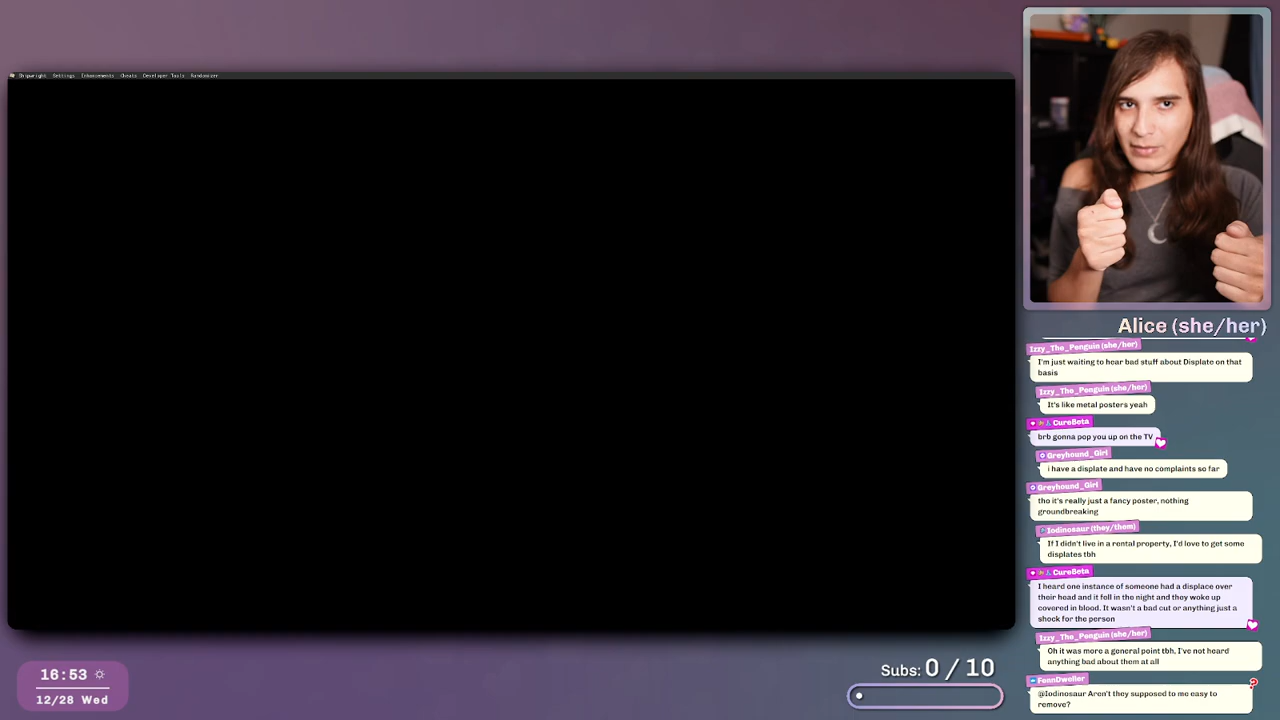 Shipwright Settings Enhancements Cheats Developer Tools Randomizer
Alice (she/her)
Izzy_The_Penguin (she/her)
I'm just waiting to hear bad stuff about Displate on that
basis
Izzy_The_Penguin (she/her)
It's like metal posters yeah
CureBeta
brb gonna pop you up on the TV
Greyhound_Girl
i have a displate and have no complaints so far
Greyhound_Girl
tho it's really just a fancy poster, nothing
groundbreaking
Iodinosaur (they/them)
If I didn't live in a rental property, I'd love to get some
displates tbh
CureBeta
I heard one instance of someone had a displace over
their head and it fell in the night and they woke up
covered in blood. It wasn't a bad cut or anything just a
shock for the person
Izzy_The_Penguin (she/her)
Oh it was more a general point tbh, I've not heard
anything bad about them at all
FennDweller
@Iodinosaur Aren't they supposed to me easy to
remove?
16:53
12/28 Wed
Subs: 0 / 10